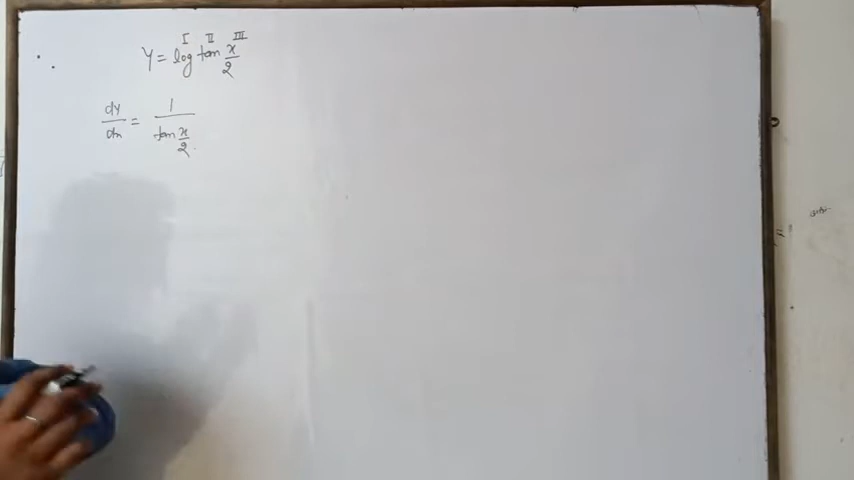 I II III
Y = log tan x/2
dy/dx = 1/tan x/2